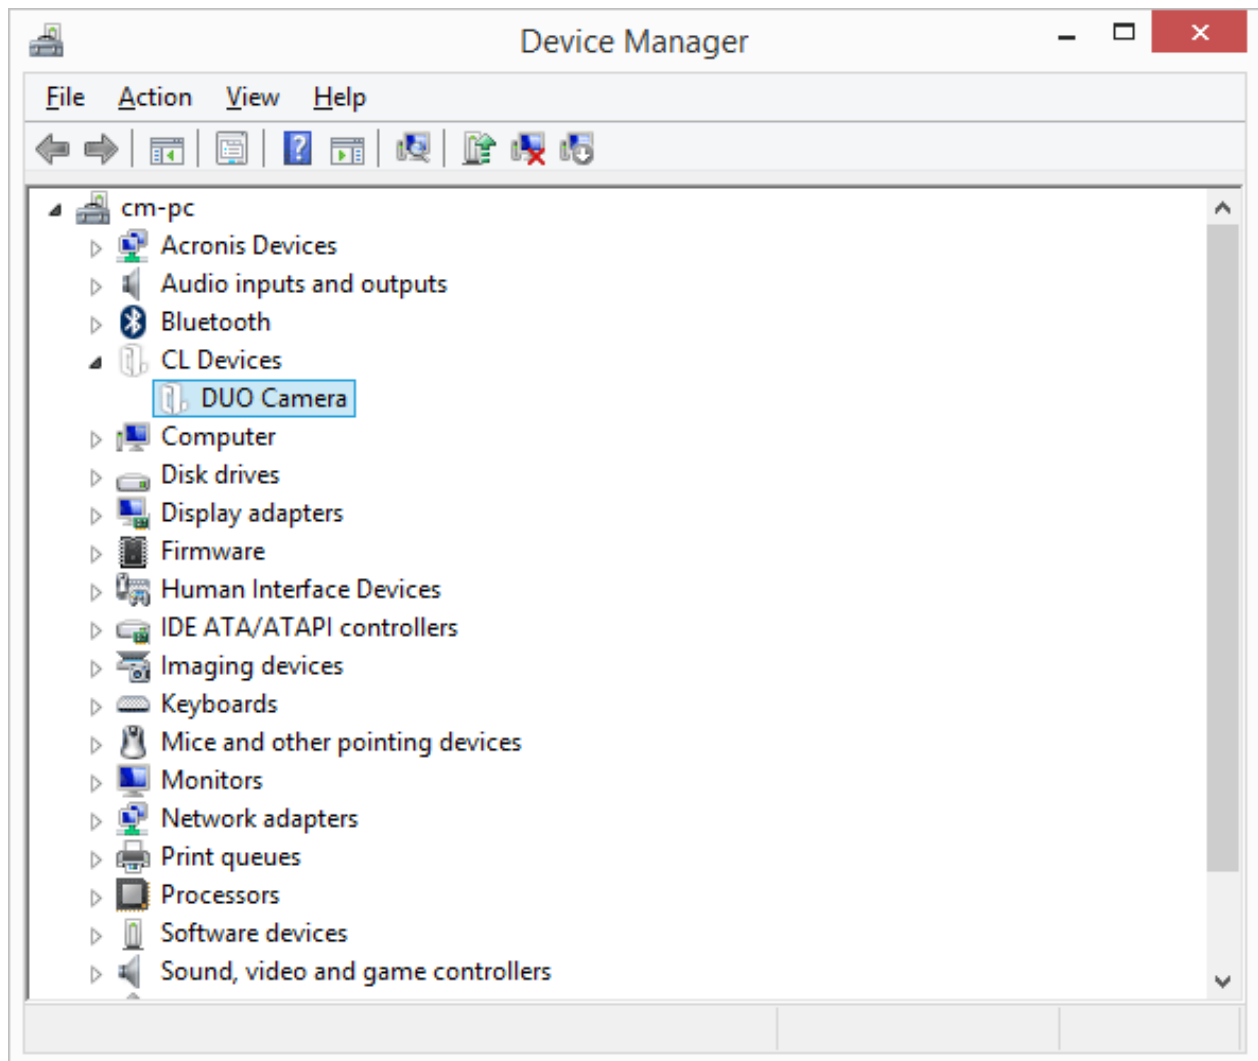 Device Manager
File Action View Help
cm-pc
Acronis Devices
Audio inputs and outputs
Bluetooth
CL Devices
DUO Camera
Computer
Disk drives
Display adapters
Firmware
Human Interface Devices
IDE ATA/ATAPI controllers
Imaging devices
Keyboards
Mice and other pointing devices
Monitors
Network adapters
Print queues
Processors
Software devices
Sound, video and game controllers